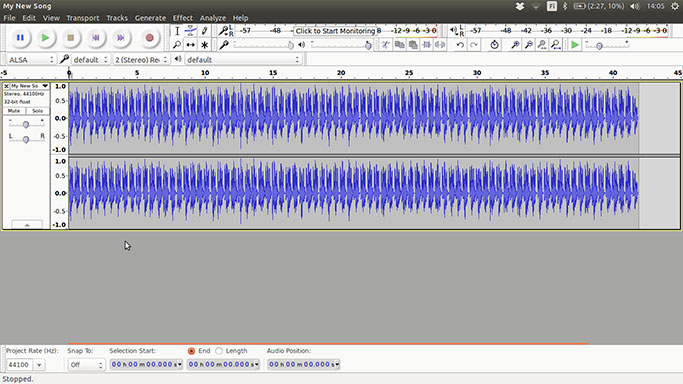 My New Song
Fi (2:27, 10%) 14:05
File Edit View Transport Tracks Generate Effect Analyze Help
L R -57 -48 Click to Start Monitoring 8 -12 -9 -6 -3 0 L R -57 -48 -36 -30 -24 -18 -12 -9 -6 -3 0
ALSA default 2 (Stereo) Rec default
-5 0 5 10 15 20 25 30 35 40 45
x My New So
Stereo, 44100Hz
32-bit float
Mute Solo
- +
L R
1.0
0.5
0.0
-0.5
-1.0
1.0
0.5
0.0
-0.5
-1.0
Project Rate (Hz): Snap To: Selection Start: End Length Audio Position:
44100 Off 00 h 00 m 00.000 s 00 h 00 m 00.000 s 00 h 00 m 00.000 s
Stopped.